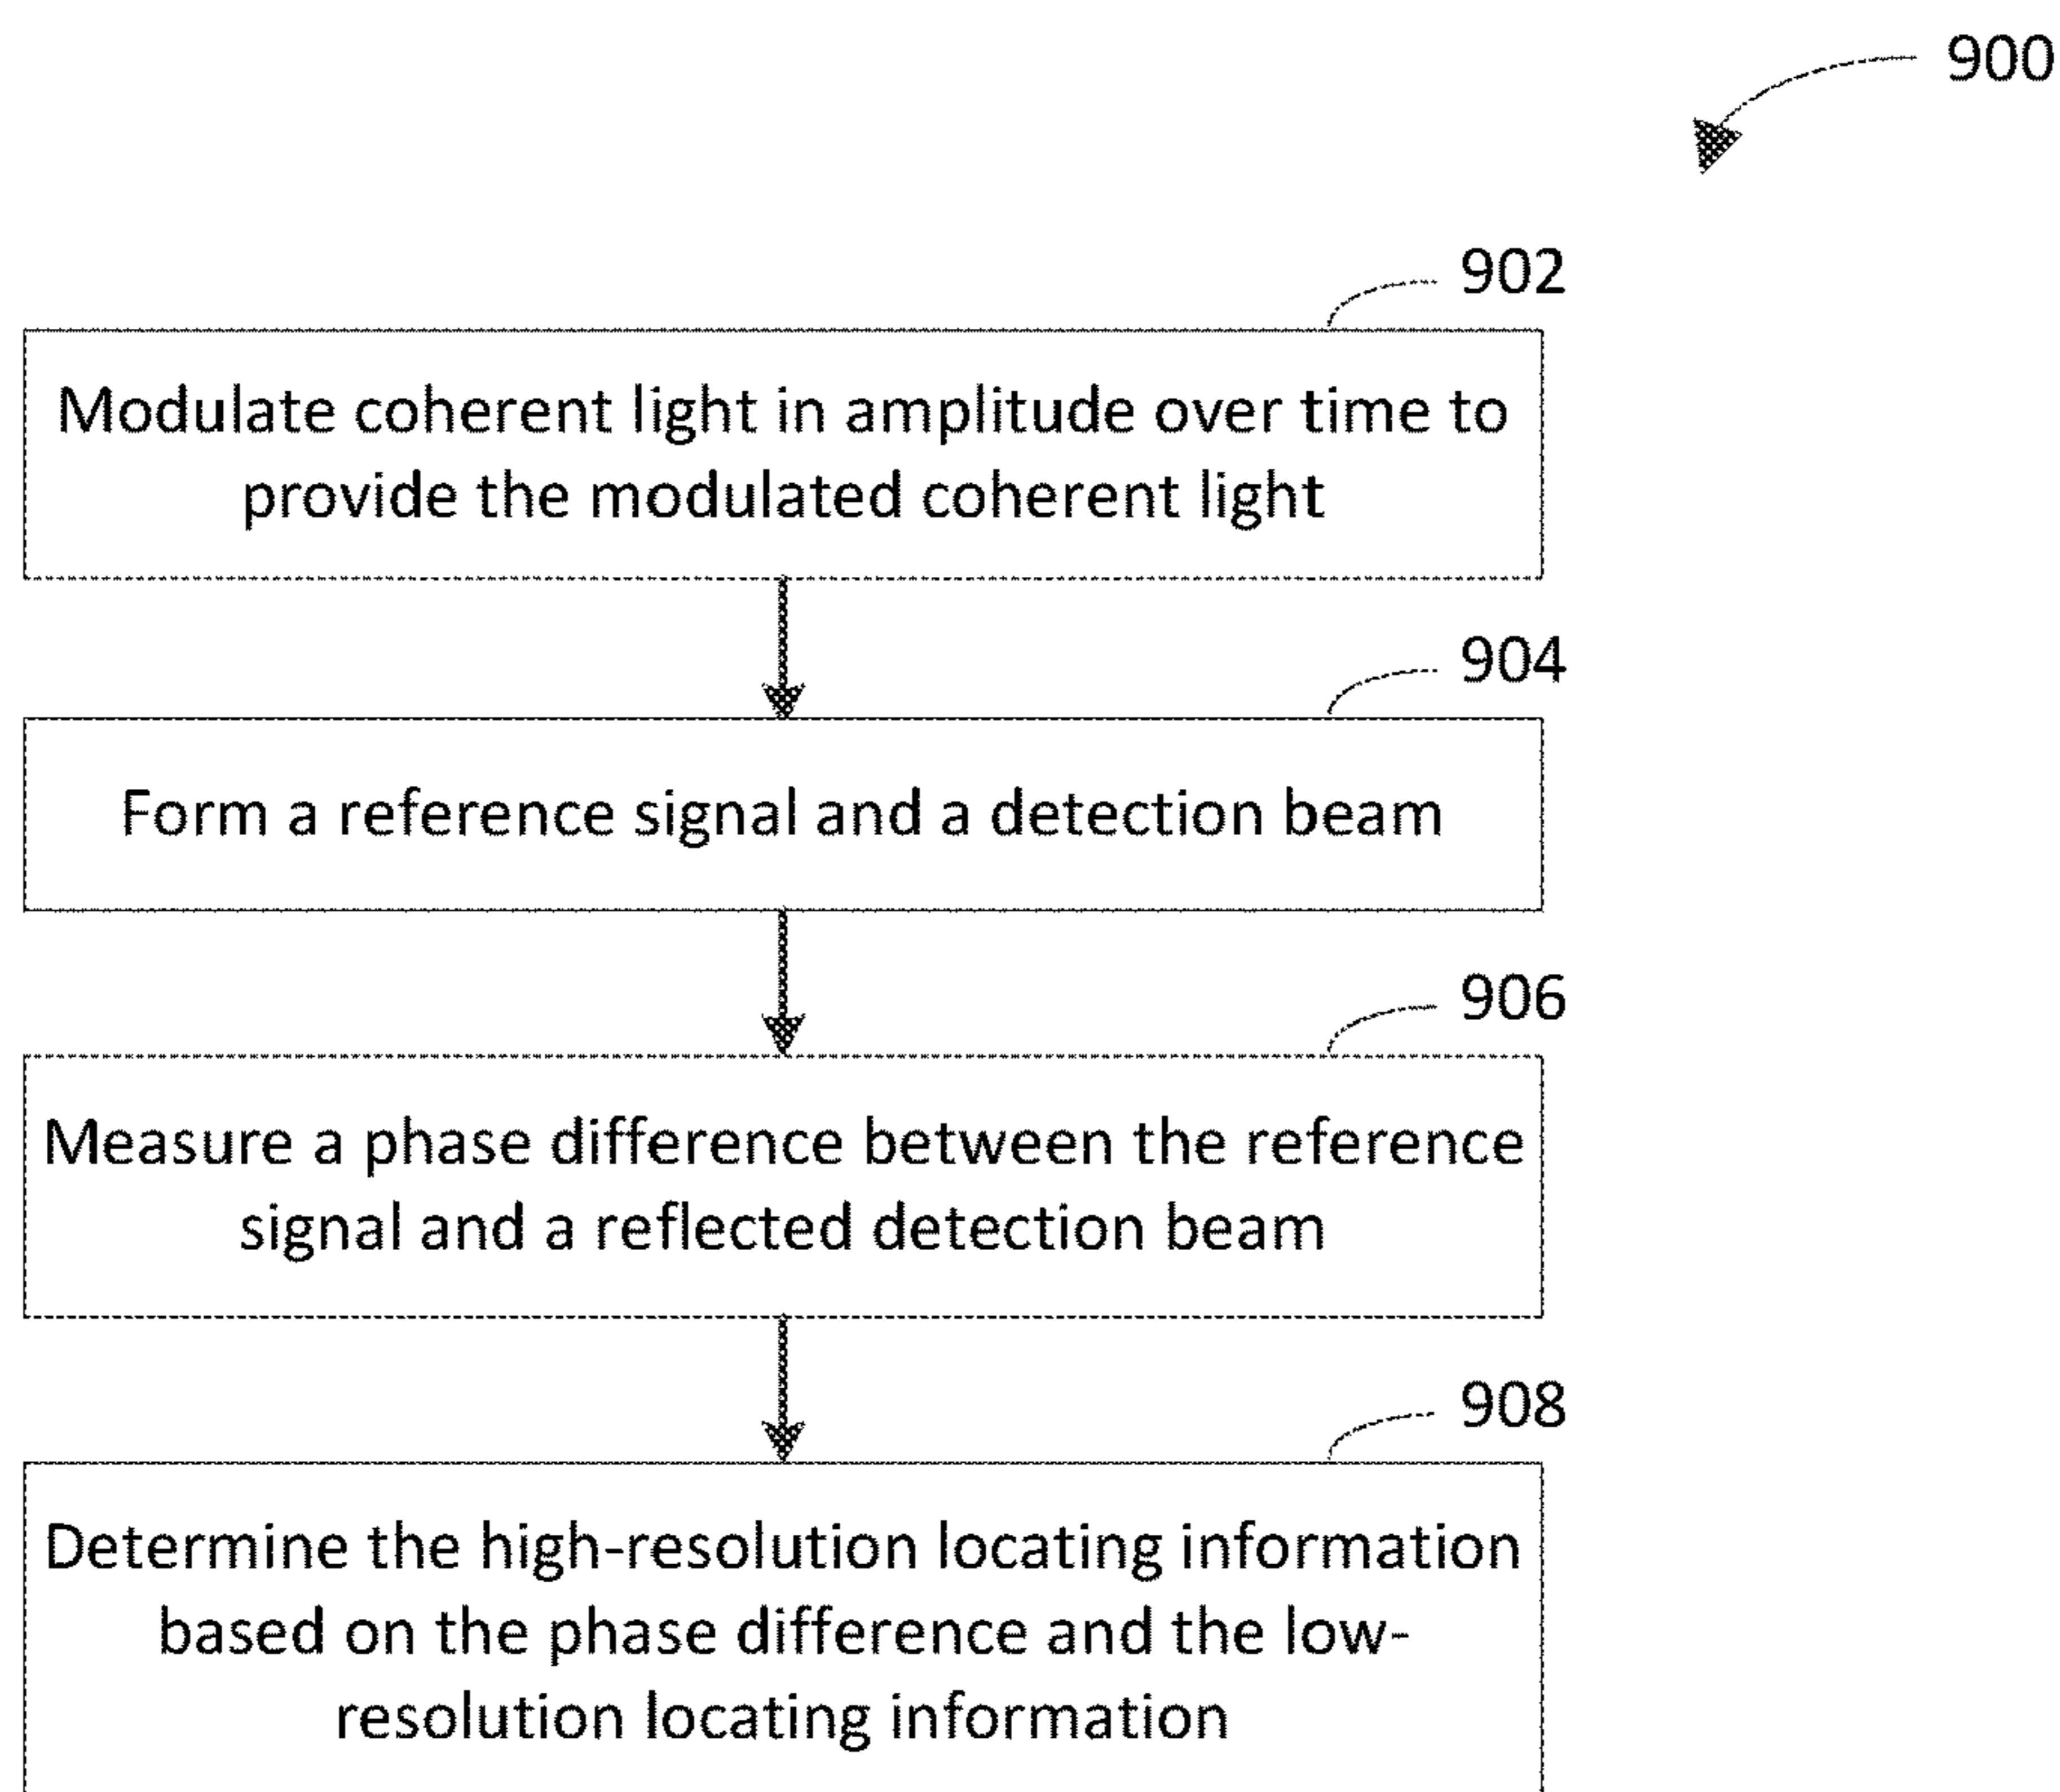 900
902
Modulate coherent light in amplitude over time to
provide the modulated coherent light
904
Form a reference signal and a detection beam
906
Measure a phase difference between the reference
signal and a reflected detection beam
908
Determine the high-resolution locating information
based on the phase difference and the low-
resolution locating information